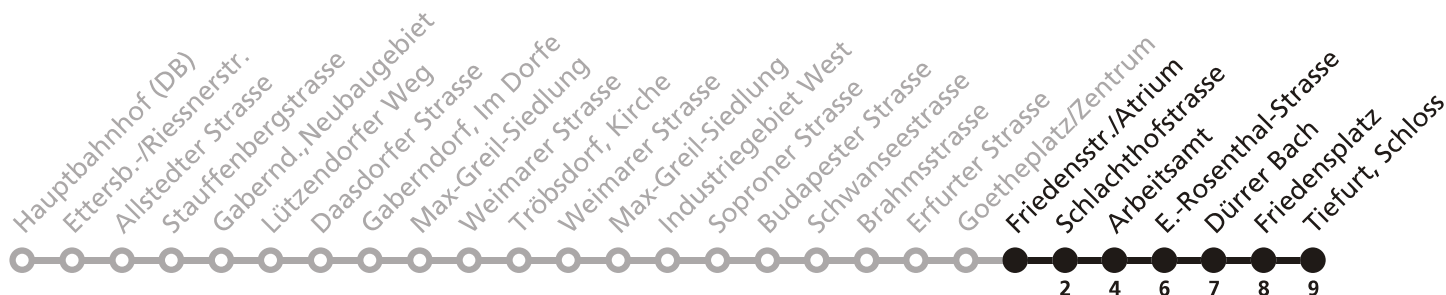 Hauptbahnhof (DB)
Ettersb.-/Riessnerstr.
Allstedter Strasse
Stauffenbergstrasse
Gabernd.,Neubaugebiet
Lützendorfer Weg
Daasdorfer Strasse
Gaberndorf, Im Dorfe
Max-Greil-Siedlung
Weimarer Strasse
Tröbsdorf, Kirche
Weimarer Strasse
Max-Greil-Siedlung
Industriegebiet West
Soproner Strasse
Budapester Strasse
Schwanseestrasse
Brahmsstrasse
Erfurter Strasse
Goetheplatz/Zentrum
Friedensstr./Atrium
Schlachthofstrasse
Arbeitsamt
E.-Rosenthal-Strasse
Dürrer Bach
Friedensplatz
Tiefurt, Schloss
2 4 6 7 8 9